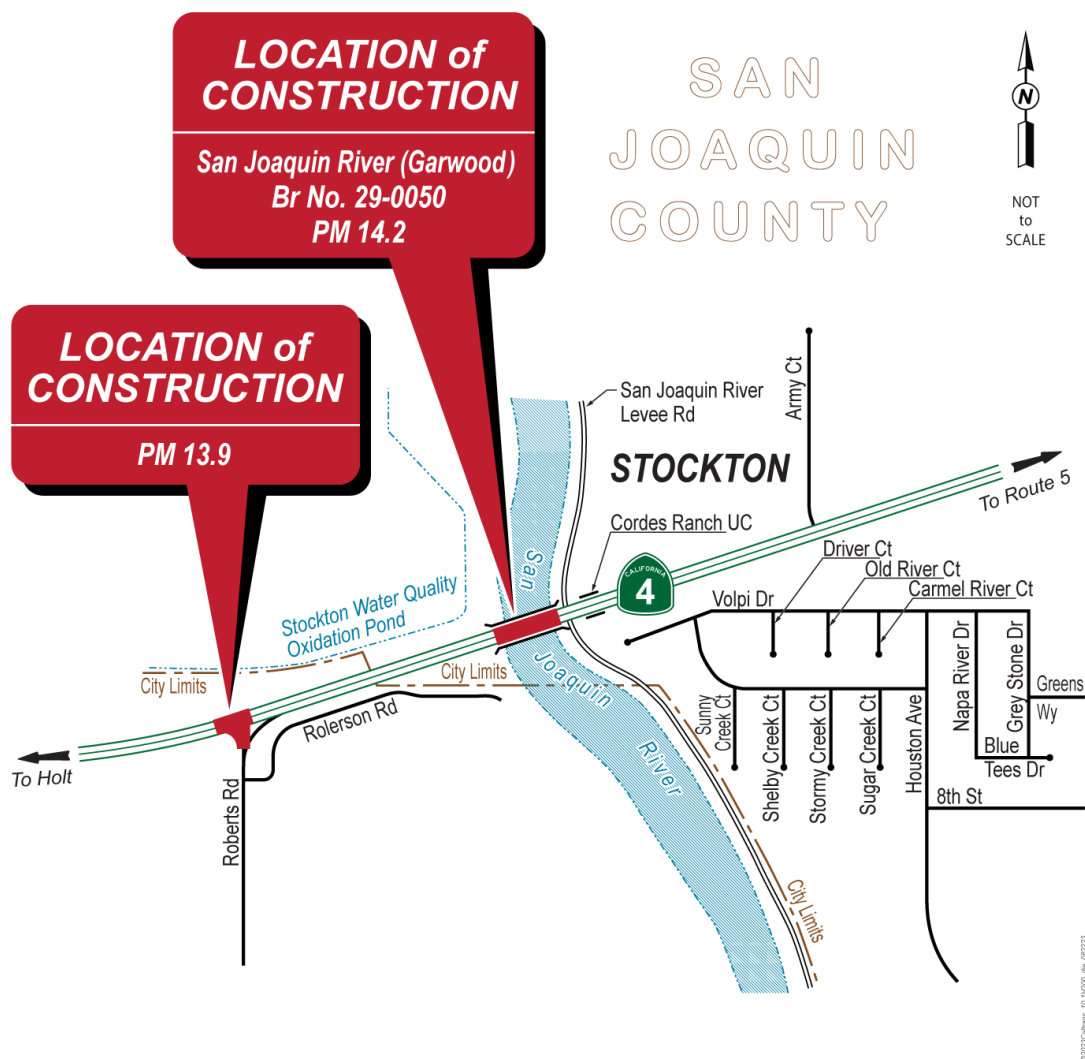 LOCATION of
CONSTRUCTION
San Joaquin River (Garwood)
Br No. 29-0050
PM 14.2
SAN
JOAQUIN
COUNTY
N
NOT
to
SCALE
LOCATION of
CONSTRUCTION
PM 13.9
San Joaquin River
Levee Rd
Army Ct
STOCKTON
To Route 5
Cordes Ranch UC
CALIFORNIA
4
Driver Ct
Old River Ct
Carmel River Ct
Volpi Dr
San
Joaquin
River
Stockton Water Quality
Oxidation Pond
City Limits
City Limits
Rolerson Rd
To Holt
Roberts Rd
Sunny
Creek Ct
Shelby Creek Ct
Stormy Creek Ct
Sugar Creek Ct
Houston Ave
Napa River Dr
Grey Stone Dr
Greens
Wy
Blue
Tees Dr
8th St
City Limits